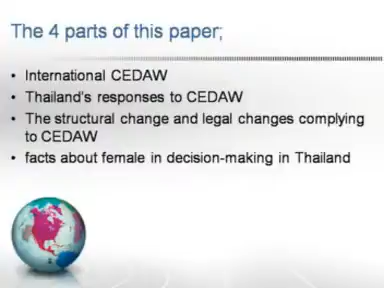 The 4 parts of this paper;
• International CEDAW
• Thailand's responses to CEDAW
• The structural change and legal changes complying
to CEDAW
• facts about female in decision-making in Thailand